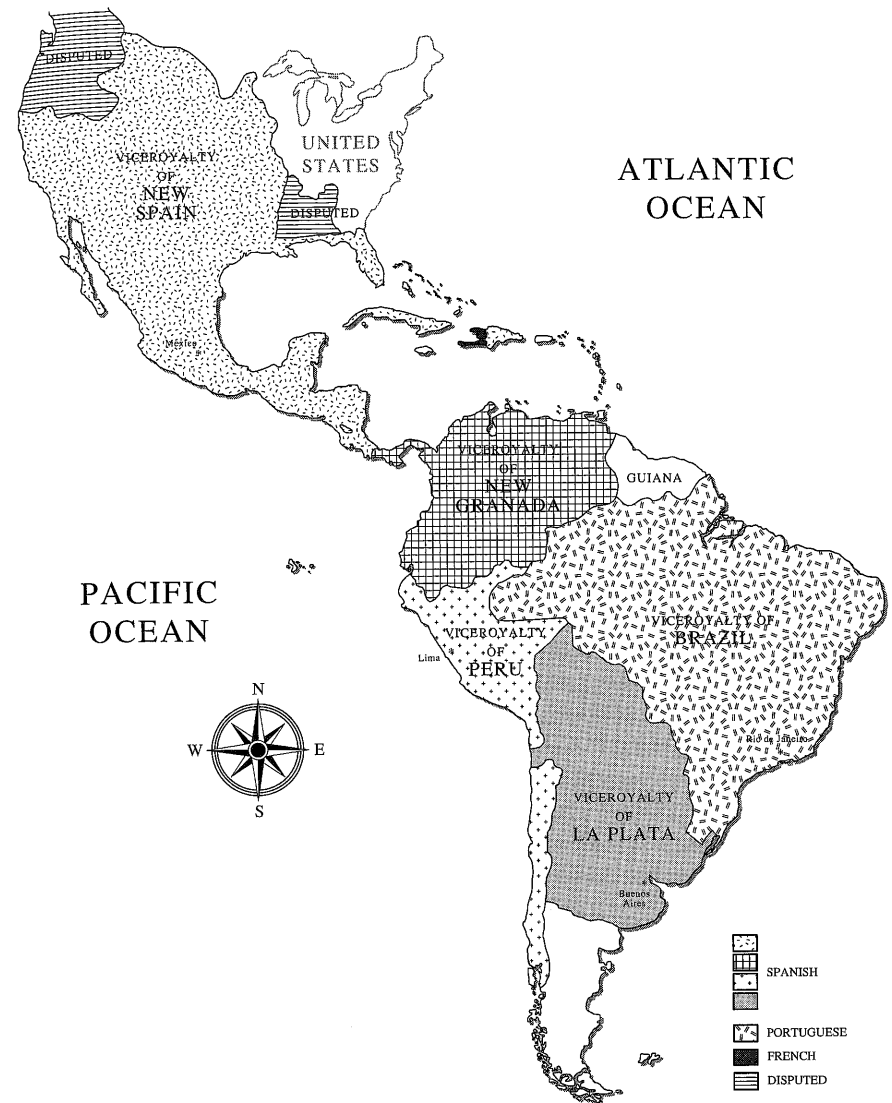 DISPUTED
VICEROYALTY
OF
NEW
SPAIN
UNITED
STATES
DISPUTED
ATLANTIC
OCEAN
México
VICEROYALTY
OF
NEW
GRANADA
GUIANA
PACIFIC
OCEAN
VICEROYALTY
OF
PERU
Lima
VICEROYALTY OF
BRAZIL
Rio de Janeiro
N
W
E
S
VICEROYALTY
OF
LA PLATA
Buenos
Aires
SPANISH
PORTUGUESE
FRENCH
DISPUTED